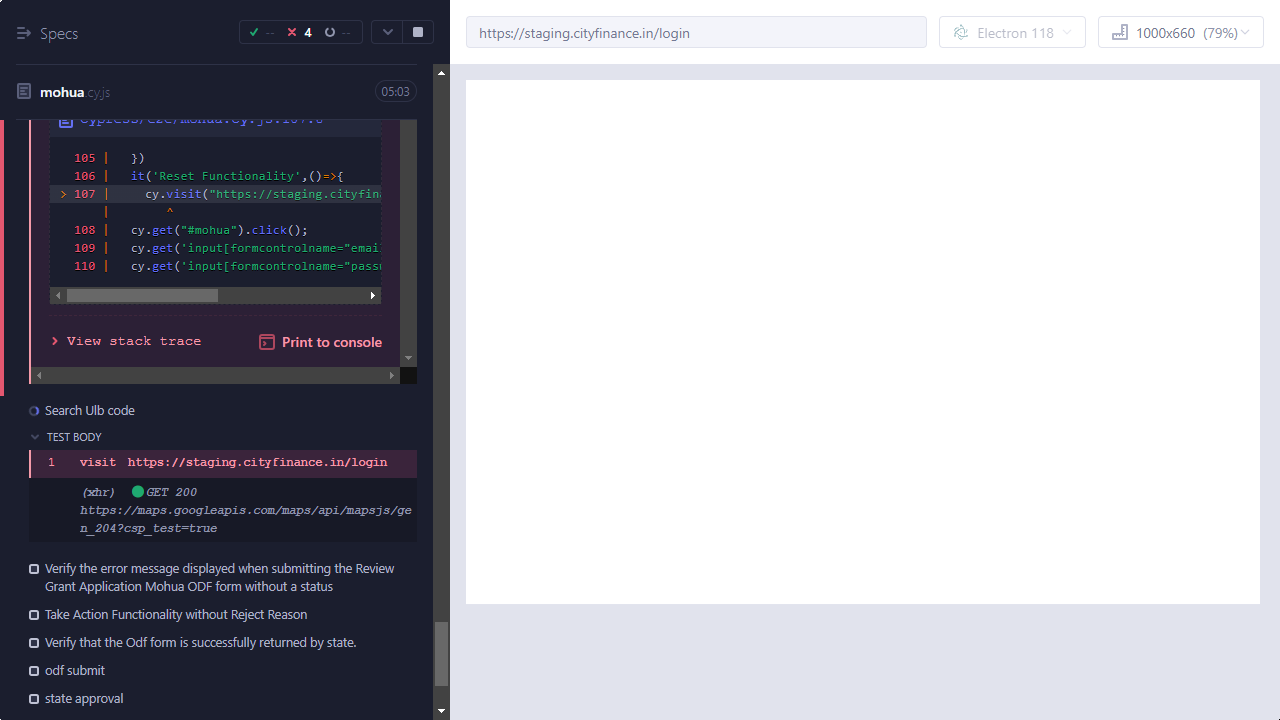 Specs
-- 4 --
https://staging.cityfinance.in/login
Electron 118
1000x660 (79%)
mohua.cy.js
05:03
cypress/e2e/mohua.cy.js:107:8
105 | })
106 | it('Reset Functionality',()=>{
> 107 | cy.visit("https://staging.cityfina
| ^
108 | cy.get("#mohua").click();
109 | cy.get('input[formcontrolname="emai
110 | cy.get('input[formcontrolname="passw
View stack trace
Print to console
Search Ulb code
TEST BODY
1 visit https://staging.cityfinance.in/login
(xhr) GET 200
https://maps.googleapis.com/maps/api/mapsjs/ge
n_204?csp_test=true
Verify the error message displayed when submitting the Review
Grant Application Mohua ODF form without a status
Take Action Functionality without Reject Reason
Verify that the Odf form is successfully returned by state.
odf submit
state approval